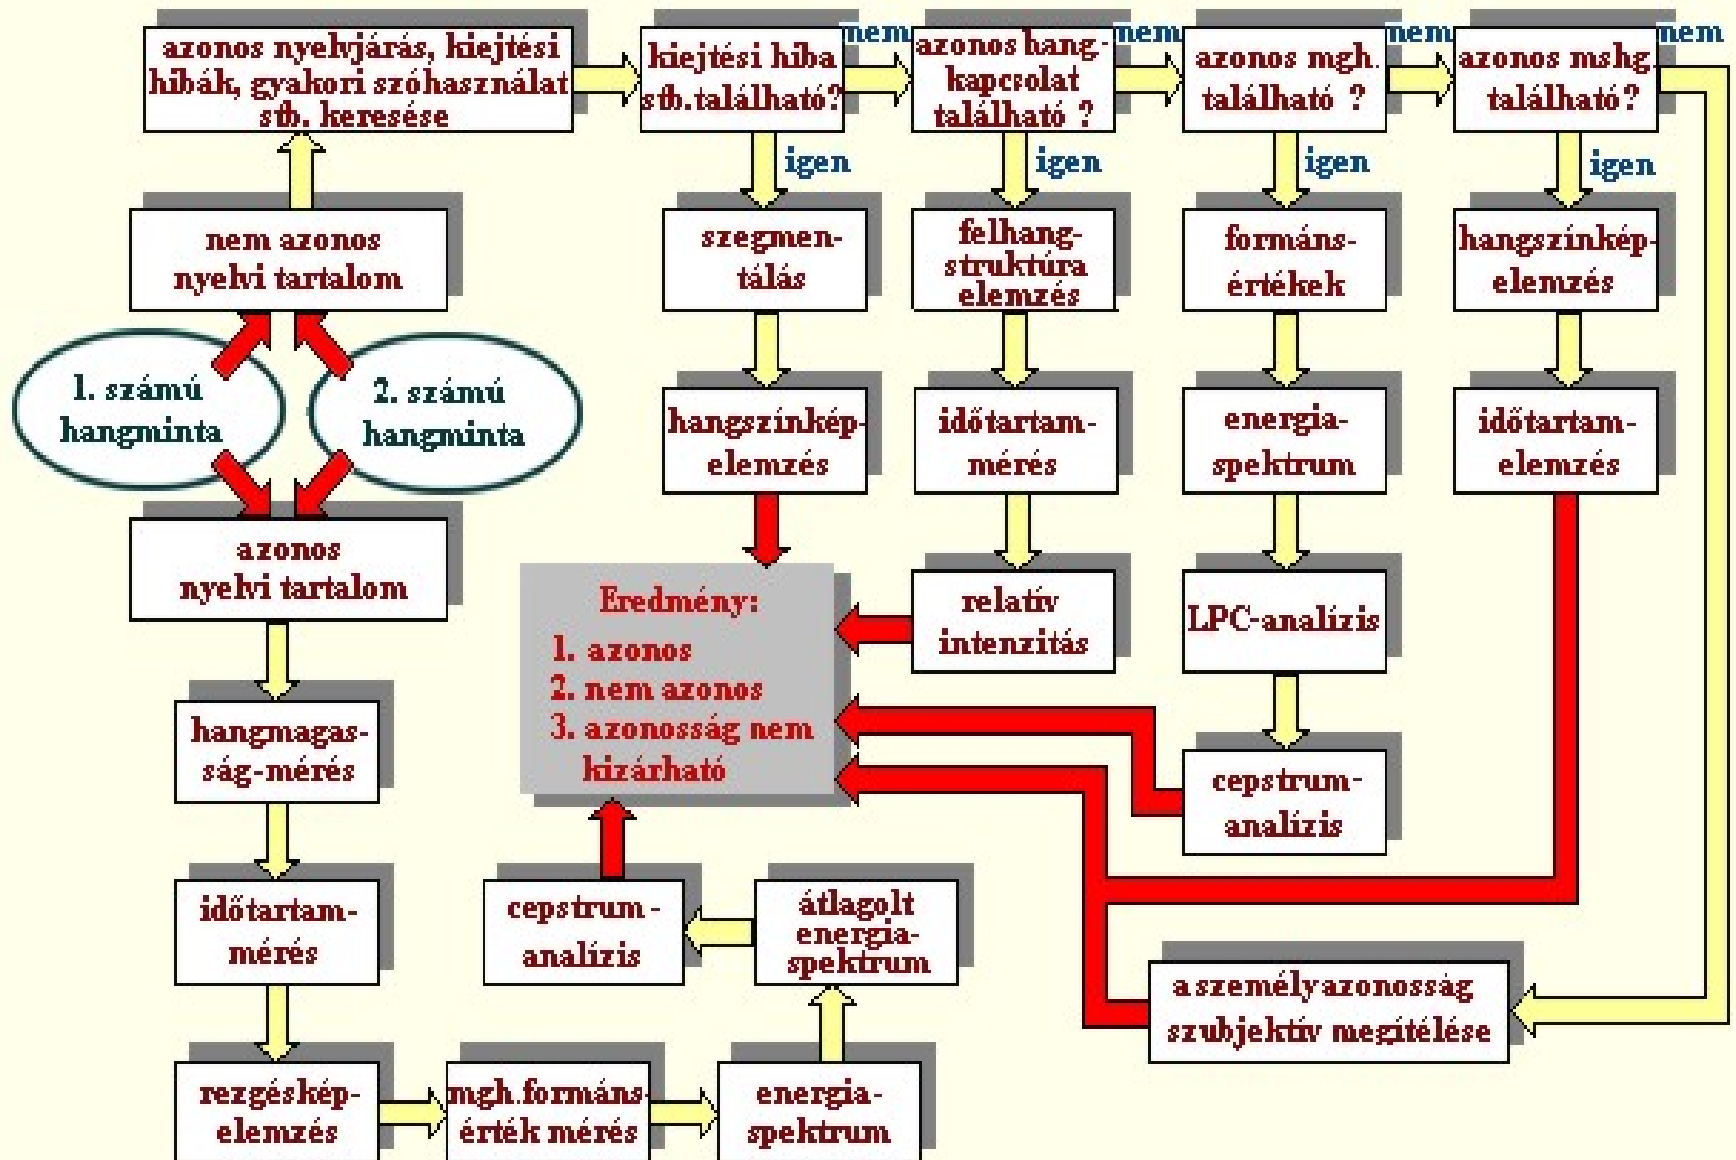 azonos nyelvjárás, kiejtési
hibák, gyakori szóhasználat
stb. keresése
kiejtési hiba
stb. található?
nem
azonos hang-
kapcsolat
található ?
nem
azonos mgh.
található ?
nem
azonos mshg.
található?
nem
igen
igen
igen
igen
nem azonos
nyelvi tartalom
szegmen-
tálás
felhang-
struktúra
elemzés
formáns-
értékek
hangszínkép-
elemzés
1. számú
hangminta
2. számú
hangminta
hangszínkép-
elemzés
időtartam-
mérés
energia-
spektrum
időtartam-
elemzés
azonos
nyelvi tartalom
Eredmény:
1. azonos
2. nem azonos
3. azonosság nem
kizárható
relatív
intenzitás
LPC-analízis
hangmagas-
ság-mérés
cepstrum-
analízis
időtartam-
mérés
cepstrum-
analízis
átlagolt
energia-
spektrum
a személyazonosság
szubjektív megítélése
rezgéskép-
elemzés
mgh.formáns-
érték mérés
energia-
spektrum